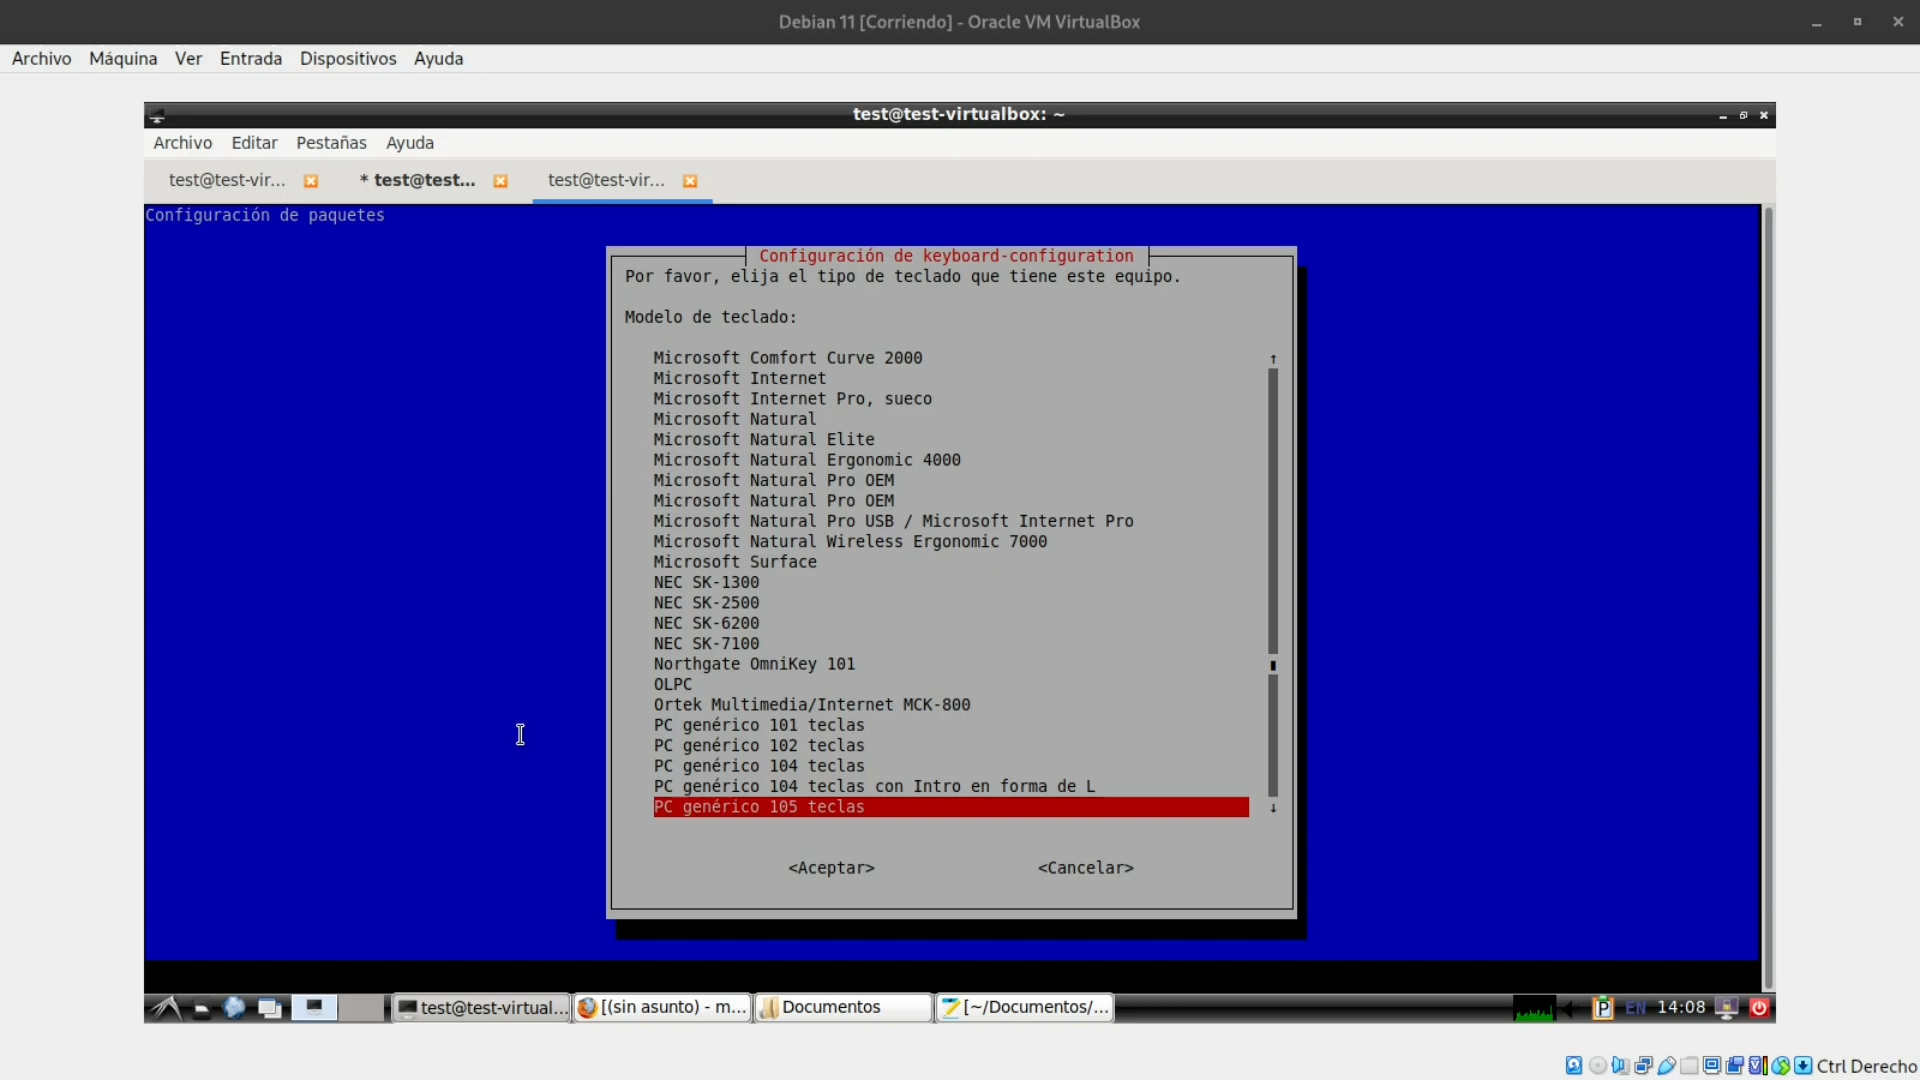 Debian 11 [Corriendo] - Oracle VM VirtualBox
Archivo Máquina Ver Entrada Dispositivos Ayuda
test@test-virtualbox: ~
Archivo Editar Pestañas Ayuda
test@test-vir... * test@test... test@test-vir...
Configuración de paquetes
Configuración de keyboard-configuration
Por favor, elija el tipo de teclado que tiene este equipo.
Modelo de teclado:
Microsoft Comfort Curve 2000
Microsoft Internet
Microsoft Internet Pro, sueco
Microsoft Natural
Microsoft Natural Elite
Microsoft Natural Ergonomic 4000
Microsoft Natural Pro OEM
Microsoft Natural Pro OEM
Microsoft Natural Pro USB / Microsoft Internet Pro
Microsoft Natural Wireless Ergonomic 7000
Microsoft Surface
NEC SK-1300
NEC SK-2500
NEC SK-6200
NEC SK-7100
Northgate OmniKey 101
OLPC
Ortek Multimedia/Internet MCK-800
PC genérico 101 teclas
PC genérico 102 teclas
PC genérico 104 teclas
PC genérico 104 teclas con Intro en forma de L
PC genérico 105 teclas
<Aceptar> <Cancelar>
test@test-virtual... [(sin asunto) - m... Documentos [~/Documentos/... P EN 14:08
Ctrl Derecho